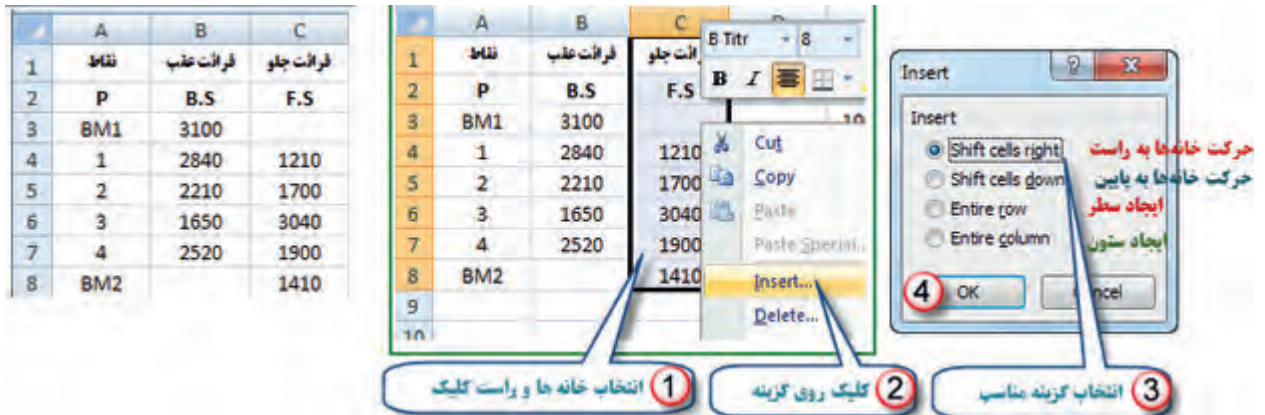 A B C
1 نقاط قرائت عقب قرائت جلو
2 P B.S F.S
3 BM1 3100
4 1 2840 1210
5 2 2210 1700
6 3 1650 3040
7 4 2520 1900
8 BM2 1410
A B C
1 نقاط قرائت عقب
2 P B.S F.S
3 BM1 3100
4 1 2840 1210
5 2 2210 1700
6 3 1650 3040
7 4 2520 1900
8 BM2 1410
9
10
B Titr 8
B I
Cut
Copy
Paste
Paste Special...
Insert...
Delete...
Insert
Insert
Shift cells right حرکت خانه‌ها به راست
Shift cells down حرکت خانه‌ها به پایین
Entire row ایجاد سطر
Entire column ایجاد ستون
4 OK Cancel
1 انتخاب خانه ها و راست کلیک
2 کلیک روی گزینه
3 انتخاب گزینه مناسب